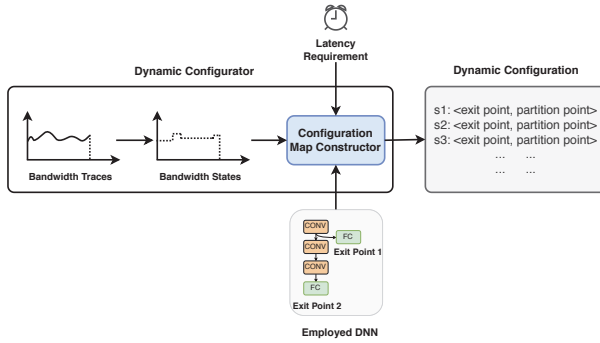 Latency
Requirement
Dynamic Configurator
Dynamic Configuration
Bandwidth Traces
Bandwidth States
Configuration
Map Constructor
s1: <exit point, partition point>
s2: <exit point, partition point>
s3: <exit point, partition point>
... ...
... ...
CONV
FC
Exit Point 1
CONV
CONV
FC
Exit Point 2
Employed DNN